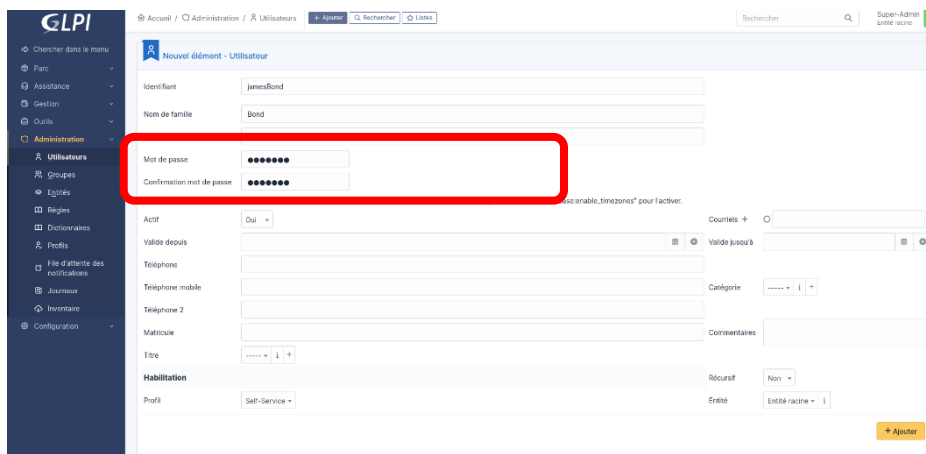 GLPI
Accueil / Administration / Utilisateurs + Ajouter Rechercher Listes Rechercher Super-Admin
Entité racine
Chercher dans le menu
Parc
Assistance
Gestion
Outils
Administration
Utilisateurs
Groupes
Entités
Règles
Dictionnaires
Profils
File d'attente des
notifications
Journaux
Inventaire
Configuration
Nouvel élément - Utilisateur
Identifiant jamesBond
Nom de famille Bond
Mot de passe ●●●●●●●
Confirmation mot de passe ●●●●●●●
ase:enable_timezones" pour l'activer.
Actif Oui Courriels +
Valide depuis Valide jusqu'à
Téléphone
Téléphone mobile Catégorie ----- i +
Téléphone 2
Matricule Commentaires
Titre ----- i +
Habilitation Récursif Non
Profil Self-Service Entité Entité racine i
+ Ajouter